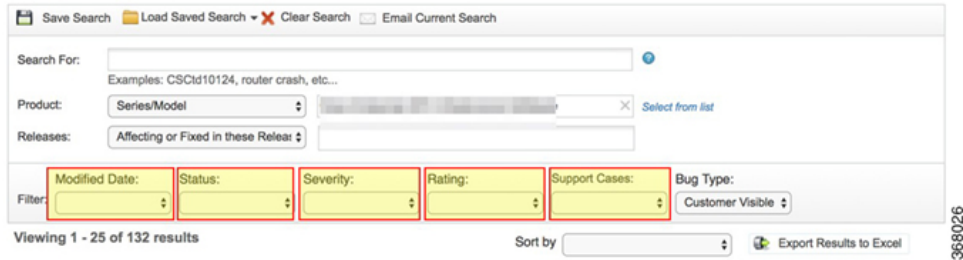 Save Search Load Saved Search Clear Search Email Current Search
Search For:
Examples: CSCtd10124, router crash, etc...
Product: Series/Model Select from list
Releases: Affecting or Fixed in these Releas
Modified Date: Status: Severity: Rating: Support Cases: Bug Type:
Filter: Customer Visible
Viewing 1 - 25 of 132 results Sort by Export Results to Excel
368026